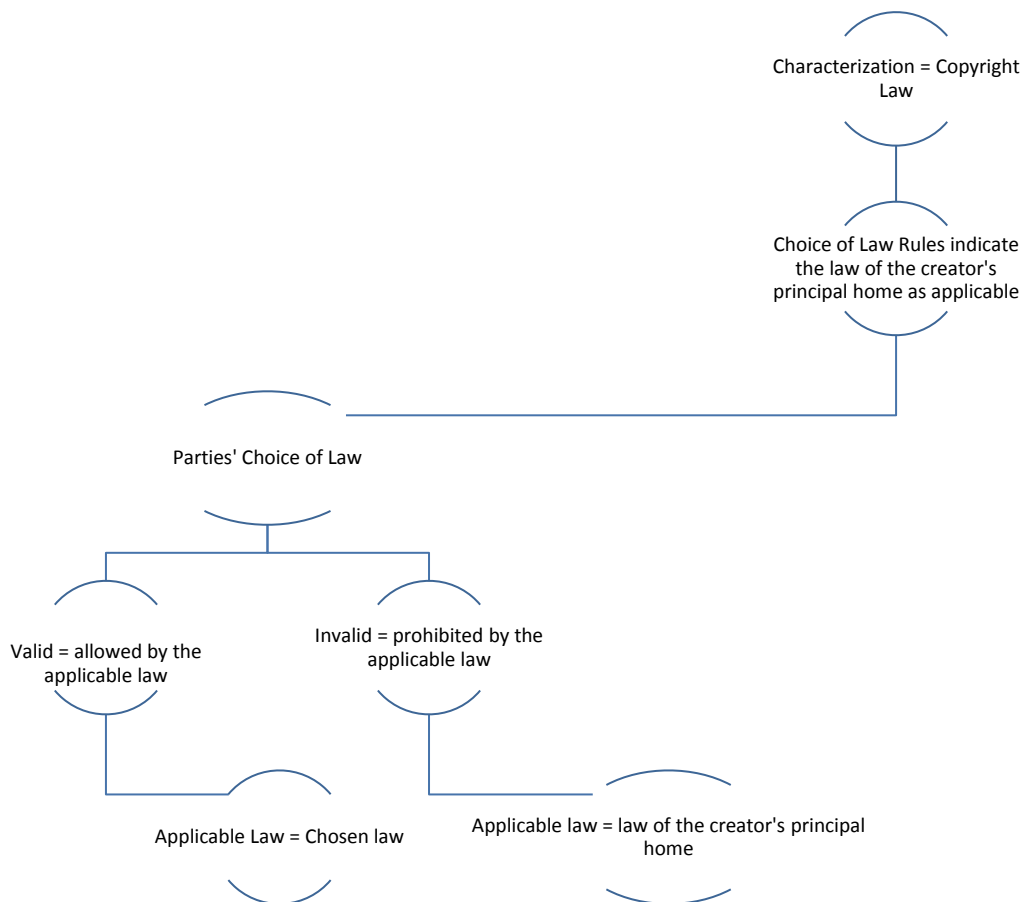 Characterization = Copyright
Law
Choice of Law Rules indicate
the law of the creator's
principal home as applicable
Parties' Choice of Law
Valid = allowed by the
applicable law
Invalid = prohibited by the
applicable law
Applicable Law = Chosen law
Applicable law = law of the creator's principal
home